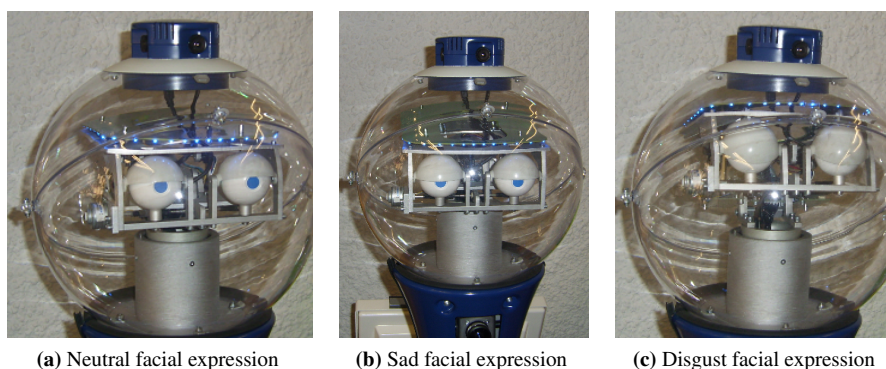 (a) Neutral facial expression
(b) Sad facial expression
(c) Disgust facial expression